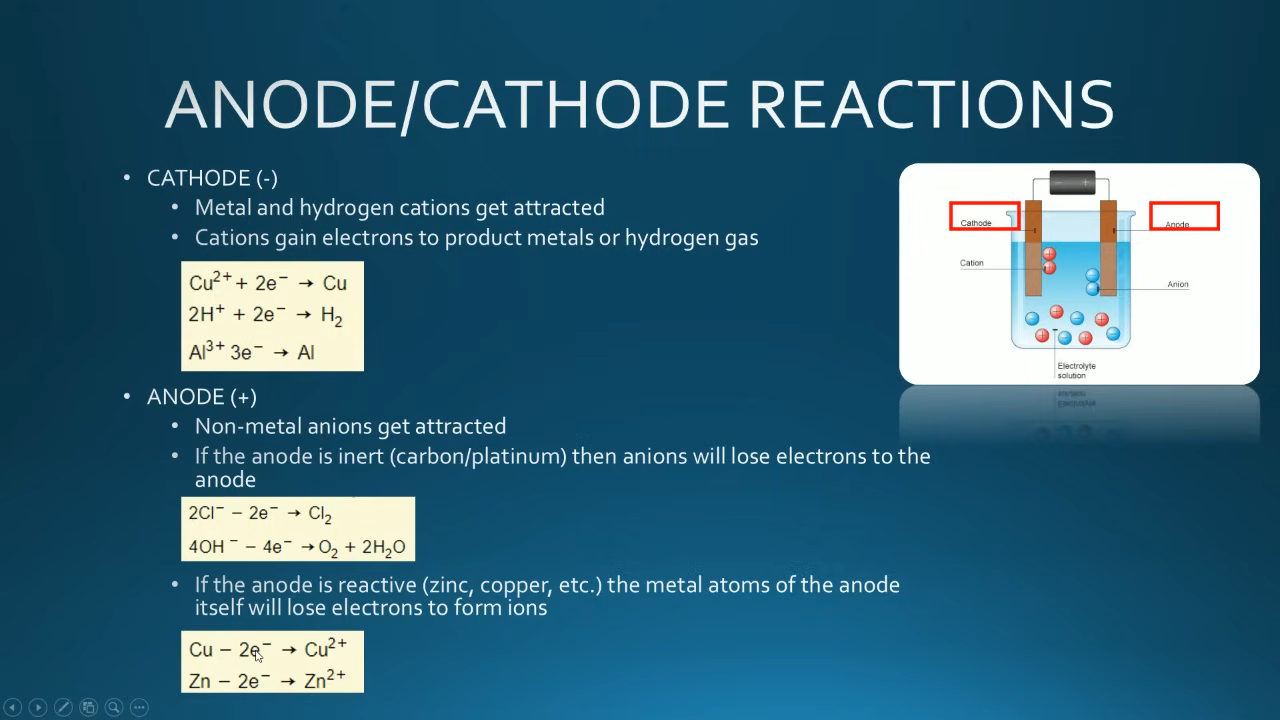 ANODE/CATHODE REACTIONS
• CATHODE (-)
• Metal and hydrogen cations get attracted
• Cations gain electrons to product metals or hydrogen gas
Cu²⁺ + 2e⁻ → Cu
2H⁺ + 2e⁻ → H₂
Al³⁺ 3e⁻ → Al
• ANODE (+)
• Non-metal anions get attracted
• If the anode is inert (carbon/platinum) then anions will lose electrons to the
anode
2Cl⁻ – 2e⁻ → Cl₂
4OH⁻ – 4e⁻ → O₂ + 2H₂O
• If the anode is reactive (zinc, copper, etc.) the metal atoms of the anode
itself will lose electrons to form ions
Cu – 2e⁻ → Cu²⁺
Zn – 2e⁻ → Zn²⁺
Cathode
Anode
Cation
Anion
Electrolyte
solution